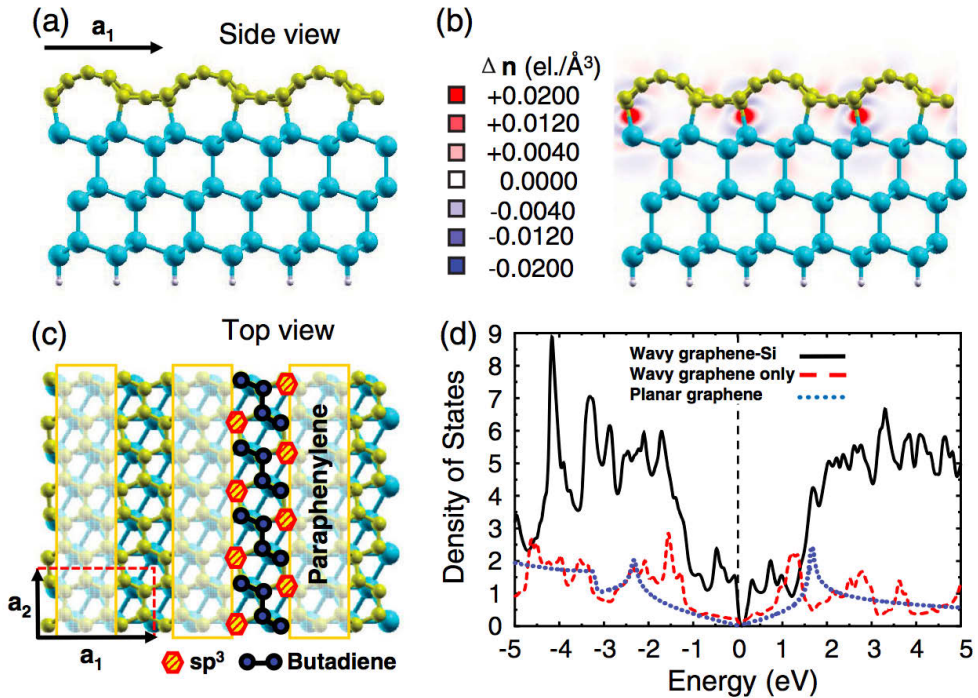 (a)
a₁
Side view
(b)
Δ n (el./Å³)
+0.0200
+0.0120
+0.0040
0.0000
-0.0040
-0.0120
-0.0200
(c)
Top view
Paraphenylene
a₂
a₁
sp³ Butadiene
(d)
Wavy graphene-Si
Wavy graphene only
Planar graphene
Density of States
9
8
7
6
5
4
3
2
1
0
-5 -4 -3 -2 -1 0 1 2 3 4 5
Energy (eV)